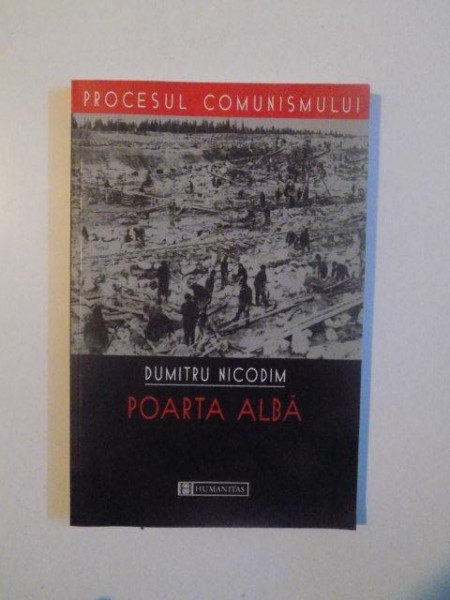 PROCESUL COMUNISMULUI
DUMITRU NICODIM
POARTA ALBĂ
HUMANITAS